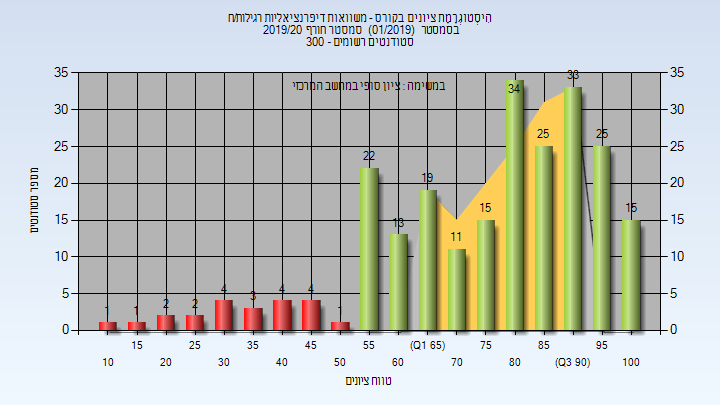 היסטוגרמת ציונים בקורס - משוואות דיפרנציאליות רגילות/ח
בסמסטר (01/2019) סמסטר חורף 2019/20
סטודנטים רשומים - 300
במשימה : ציון סופי במחשב המרכזי
35 35
30 30
25 25
20 20
15 15
10 10
5 5
0 0
1 1 2 2 4 3 4 4 1 22 13 19 11 15 34 25 33 25 15
מספר סטודנטים
15 25 35 45 55 (Q1 65) 75 85 95
10 20 30 40 50 60 70 80 (Q3 90) 100
טווח ציונים